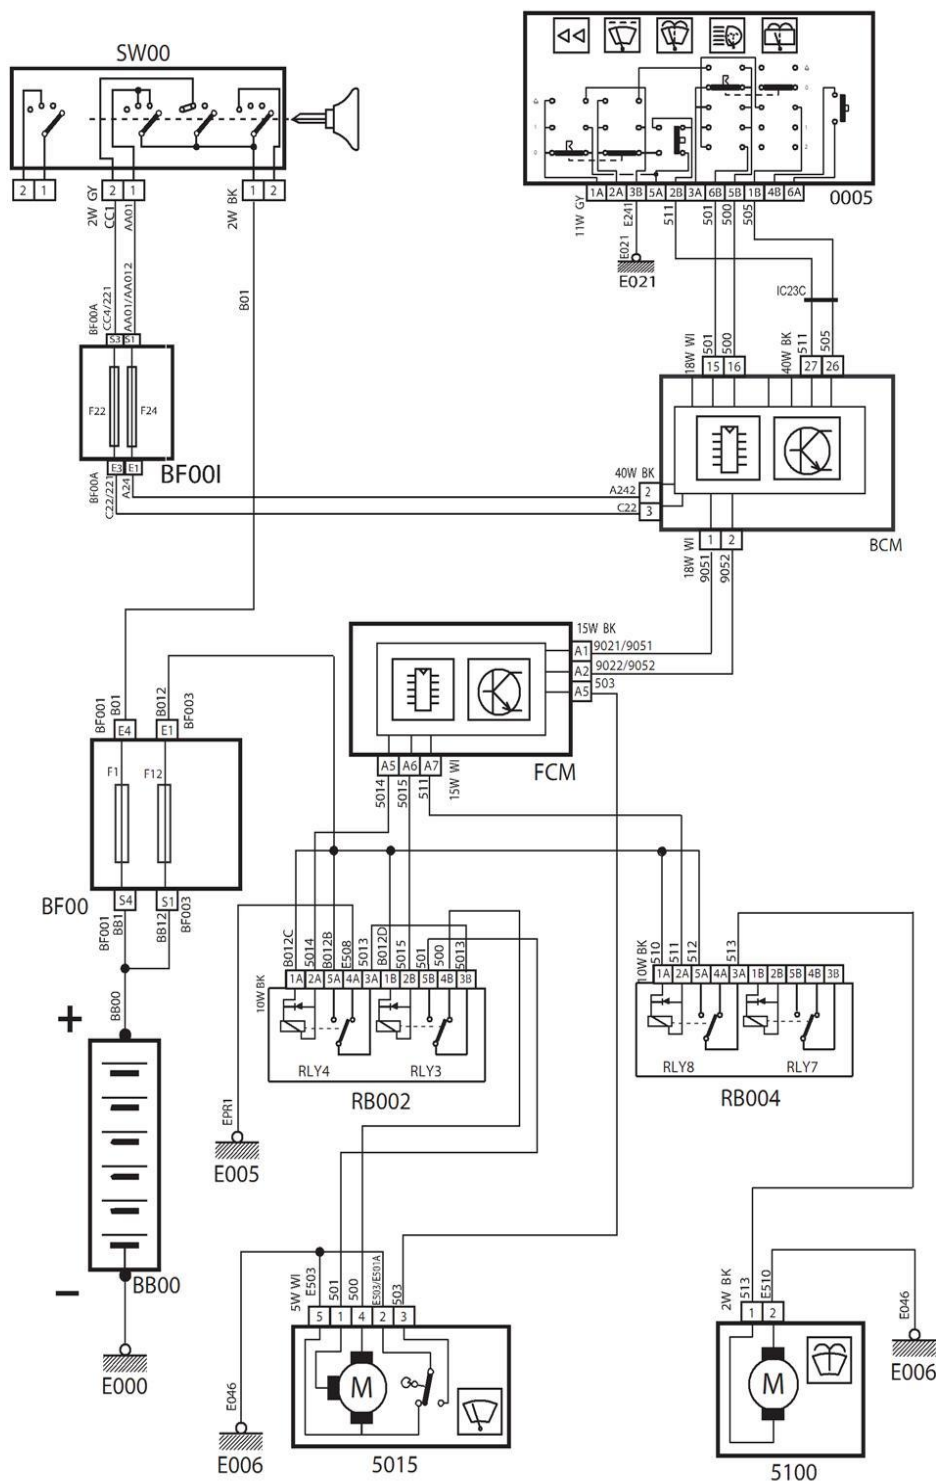 SW00
2 1
2 1
1 2
2W GY
CC1
AA01
2W BK
B01
BF00A
CC4/221
AA01/AA012
S3 S1
F22
F24
E3 E1
BF00I
BF00A
C22/221
A24
0005
1A 2A 3B 5A 2B 3A 6B 5B 1B 4B 6A
11W GY
E241
511
501
500
505
E021
E021
IC23C
18W WI
501
500
40W BK
511
505
15 16
27 26
40W BK
A242
2
C22
3
BCM
1 2
18W WI
9051
9052
15W BK
A1
9021/9051
A2
9022/9052
A5
503
FCM
A5 A6 A7
5014
5015
511
15W WI
BF001
B01
B012
BF003
E4
E1
F1
F12
S4
S1
BF00
BF001
BB1
BB12
BF003
BB00
+
−
BB00
E000
B012C
5014
B012B
E508
5013
B012D
5015
501
500
5013
10W BK
1A 2A 5A 4A 3A 1B 2B 5B 4B 3B
RLY4
RLY3
RB002
EPR1
E005
10W BK
510
511
512
513
1A 2A 5A 4A 3A 1B 2B 5B 4B 3B
RLY8
RLY7
RB004
5W WI
E503
501
500
E503/E501A
503
5 1 4 2 3
M
E046
E006
5015
2W BK
513
E510
1 2
M
5100
E046
E006